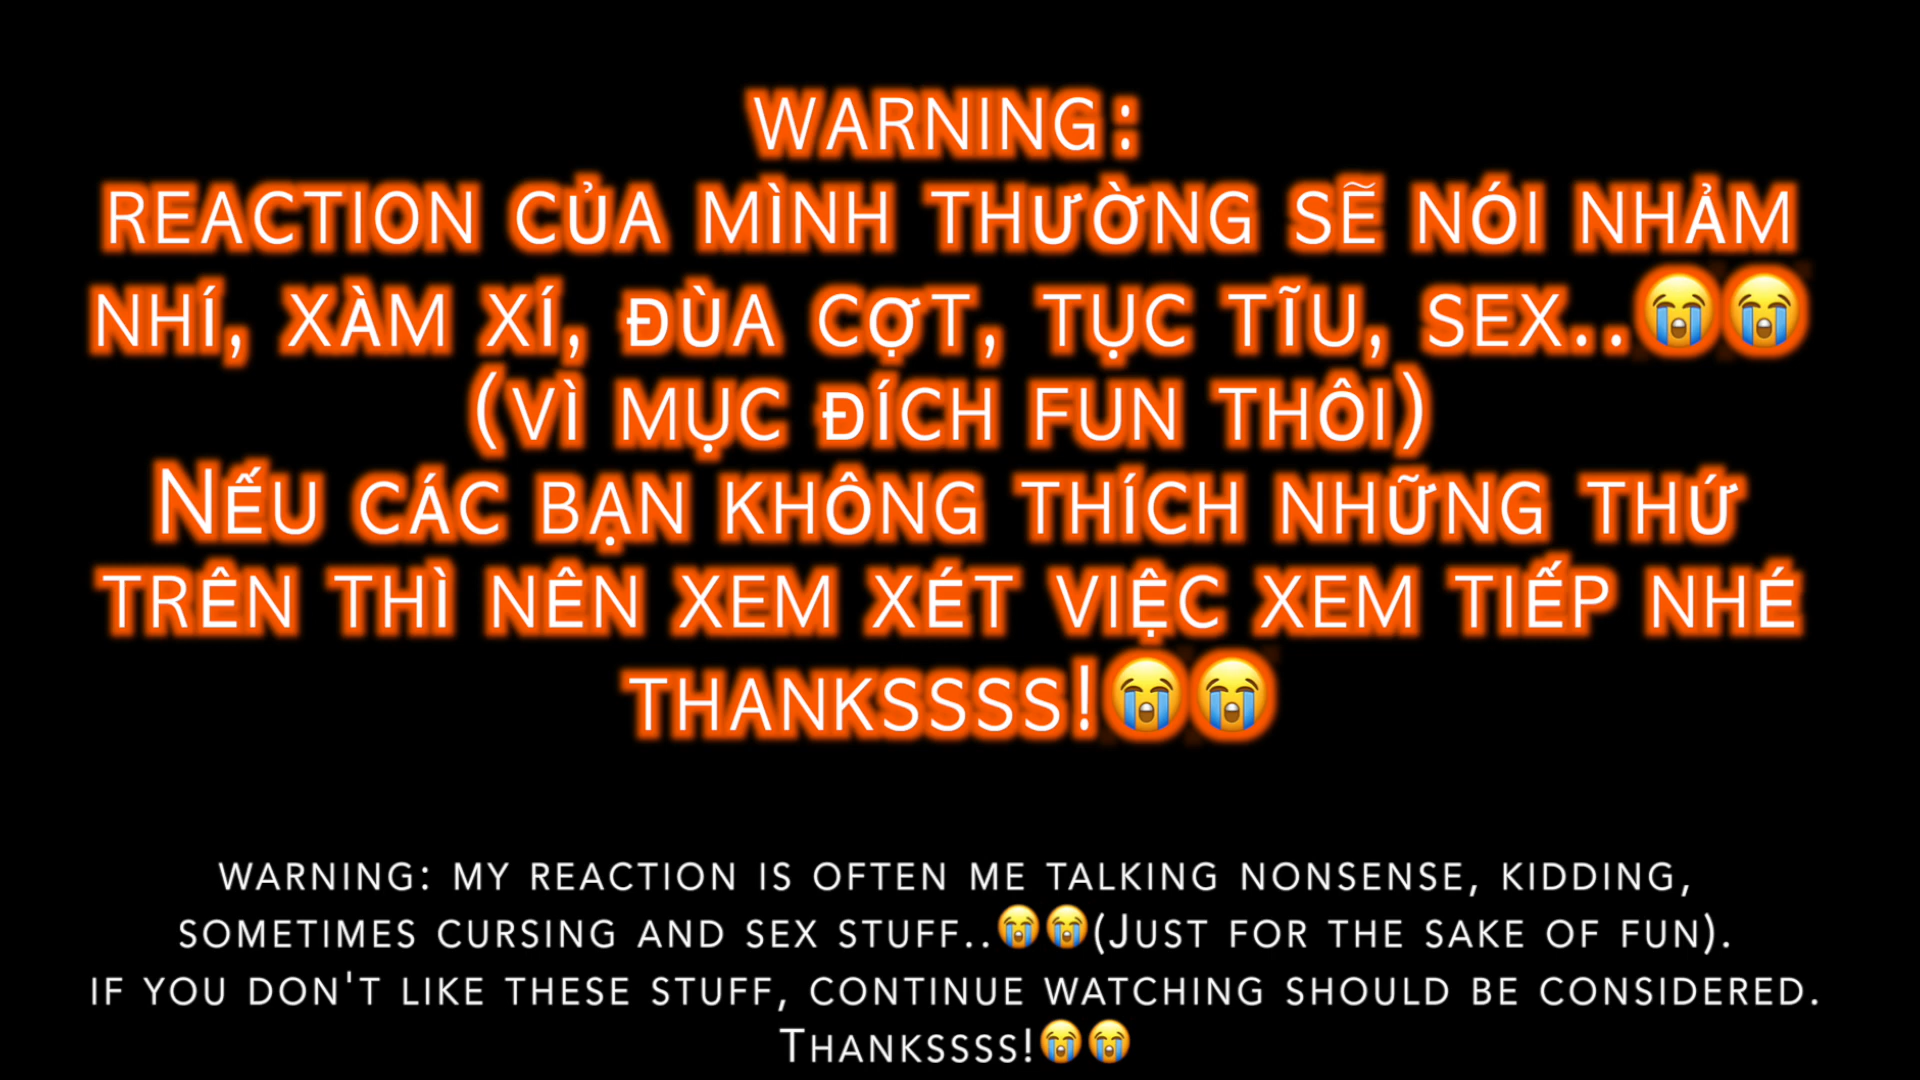 WARNING:
REACTION CỦA MÌNH THƯỜNG SẼ NÓI NHẢM
NHÍ, XÀM XÍ, ĐÙA CỢT, TỤC TĨU, SEX..😭😭
(VÌ MỤC ĐÍCH FUN THÔI)
NẾU CÁC BẠN KHÔNG THÍCH NHỮNG THỨ
TRÊN THÌ NÊN XEM XÉT VIỆC XEM TIẾP NHÉ
THANKSSSS!😭😭
WARNING: MY REACTION IS OFTEN ME TALKING NONSENSE, KIDDING,
SOMETIMES CURSING AND SEX STUFF..😭😭(JUST FOR THE SAKE OF FUN).
IF YOU DON'T LIKE THESE STUFF, CONTINUE WATCHING SHOULD BE CONSIDERED.
THANKSSSS!😭😭